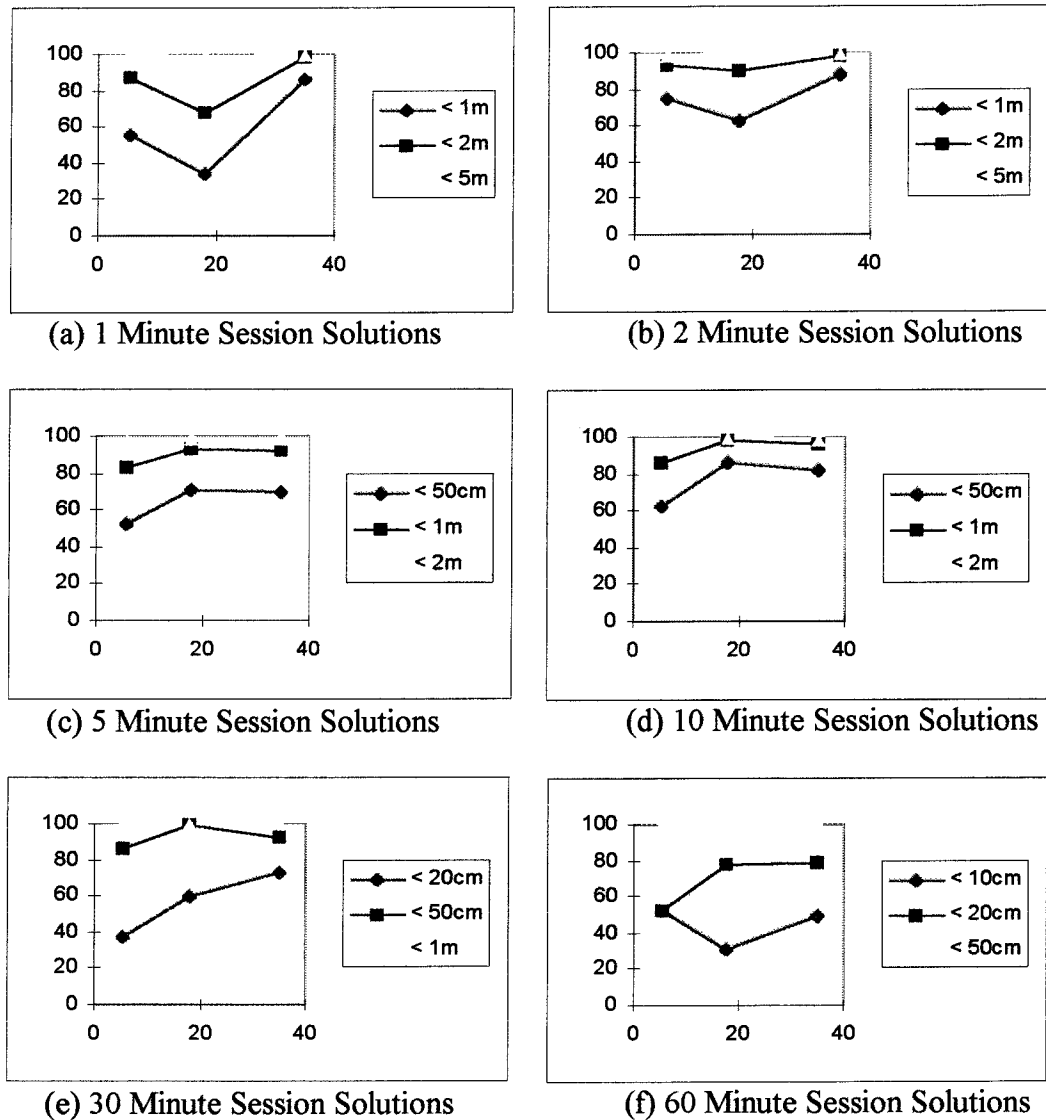 100
80
60
40
20
0
0 20 40
< 1m
< 2m
< 5m
(a) 1 Minute Session Solutions
100
80
60
40
20
0
0 20 40
< 1m
< 2m
< 5m
(b) 2 Minute Session Solutions
100
80
60
40
20
0
0 20 40
< 50cm
< 1m
< 2m
(c) 5 Minute Session Solutions
100
80
60
40
20
0
0 20 40
< 50cm
< 1m
< 2m
(d) 10 Minute Session Solutions
100
80
60
40
20
0
0 20 40
< 20cm
< 50cm
< 1m
(e) 30 Minute Session Solutions
100
80
60
40
20
0
0 20 40
< 10cm
< 20cm
< 50cm
(f) 60 Minute Session Solutions